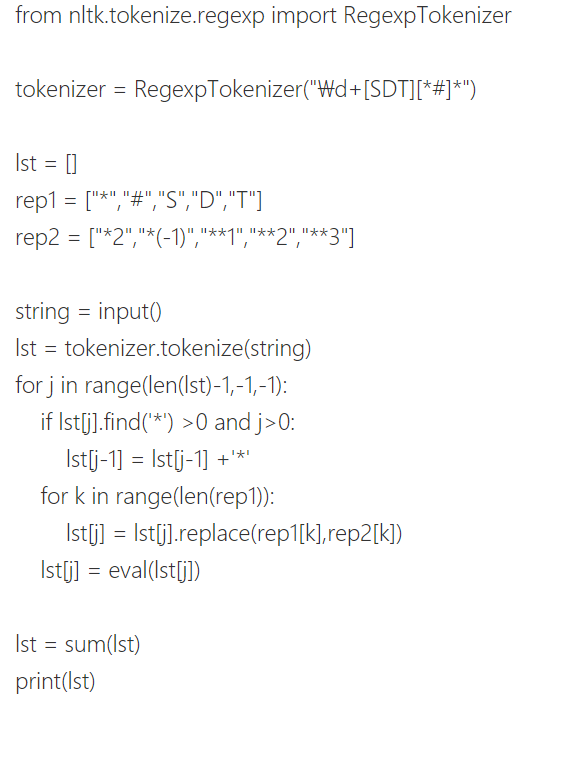 from nltk.tokenize.regexp import RegexpTokenizer
tokenizer = RegexpTokenizer("₩d+[SDT][*#]*")
lst = []
rep1 = ["*","#","S","D","T"]
rep2 = ["*2","*(-1)","**1","**2","**3"]
string = input()
lst = tokenizer.tokenize(string)
for j in range(len(lst)-1,-1,-1):
    if lst[j].find('*') >0 and j>0:
        lst[j-1] = lst[j-1] +'*'
    for k in range(len(rep1)):
        lst[j] = lst[j].replace(rep1[k],rep2[k])
    lst[j] = eval(lst[j])
lst = sum(lst)
print(lst)